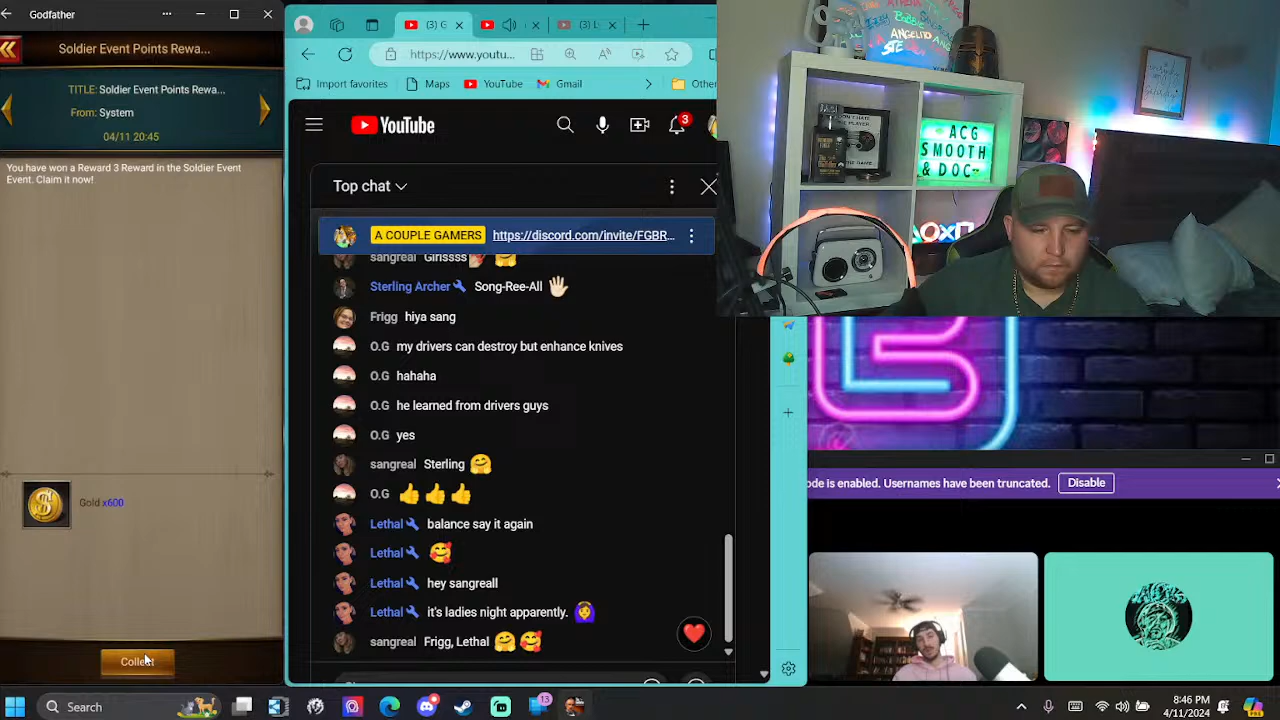 Godfather
Soldier Event Points Rewa...
TITLE: Soldier Event Points Rewa...
From: System
04/11 20:45
You have won a Reward 3 Reward in the Soldier Event
Event. Claim it now!
Gold x600
Collect
(3) G
(3) L
https://www.youtu...
Import favorites
Maps
YouTube
Gmail
Other
YouTube
3
Top chat
A COUPLE GAMERS https://discord.com/invite/FGBR...
sangreal Girlssss
Sterling Archer Song-Ree-All
Frigg hiya sang
O.G my drivers can destroy but enhance knives
O.G hahaha
O.G he learned from drivers guys
O.G yes
sangreal Sterling
O.G
Lethal balance say it again
Lethal
Lethal hey sangreall
Lethal it's ladies night apparently.
sangreal Frigg, Lethal
ACG
SMOOTH
& DOC
ode is enabled. Usernames have been truncated. Disable
Search
13
8:46 PM
4/11/2024